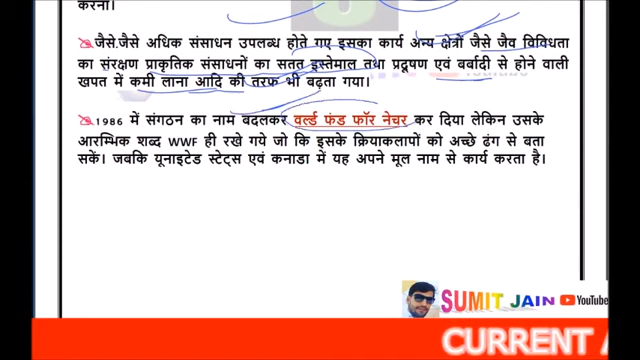 करना।
जैसे.जैसे अधिक संसाधन उपलब्ध होते गए इसका कार्य अन्य क्षेत्रों जैसे जैव विविधता
का संरक्षण प्राकृतिक संसाधनों का सतत इस्तेमाल तथा प्रदूषण एवं बर्बादी से होने वाली
खपत में कमी लाना आदि की तरफ भी बढ़ता गया।
1986 में संगठन का नाम बदलकर वर्ल्ड फंड फॉर नेचर कर दिया लेकिन उसके
आरम्भिक शब्द WWF ही रखे गये जो कि इसके क्रियाकलापों को अच्छे ढंग से बता
सकें। जबकि यूनाइटेड स्टेट्स एवं कनाडा में यह अपने मूल नाम से कार्य करता है।
SUMIT JAIN YouTube
CURRENT A